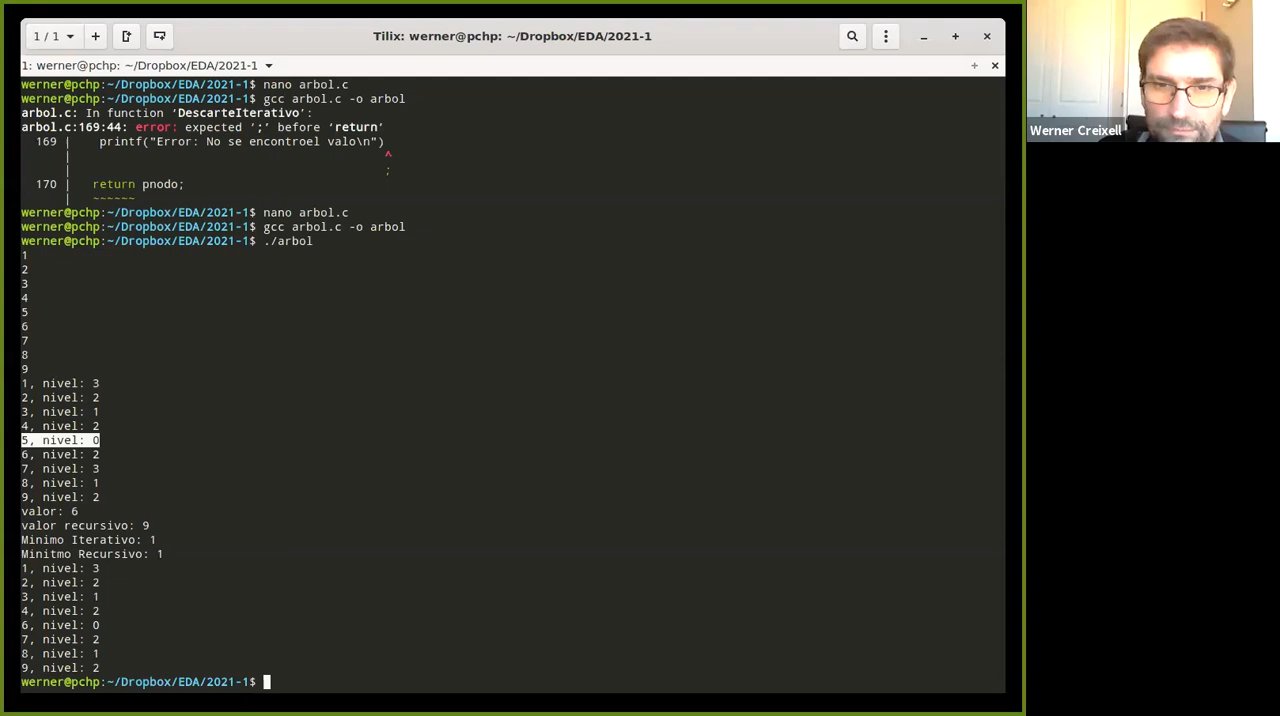 1 / 1
Tilix: werner@pchp: ~/Dropbox/EDA/2021-1
1: werner@pchp: ~/Dropbox/EDA/2021-1
werner@pchp:~/Dropbox/EDA/2021-1$ nano arbol.c
werner@pchp:~/Dropbox/EDA/2021-1$ gcc arbol.c -o arbol
arbol.c: In function ‘DescarteIterativo’:
arbol.c:169:44: error: expected ‘;’ before ‘return’
169 | printf("Error: No se encontroel valo\n")
| ^
| ;
170 | return pnodo;
| ~~~~~~
werner@pchp:~/Dropbox/EDA/2021-1$ nano arbol.c
werner@pchp:~/Dropbox/EDA/2021-1$ gcc arbol.c -o arbol
werner@pchp:~/Dropbox/EDA/2021-1$ ./arbol
1
2
3
4
5
6
7
8
9
1, nivel: 3
2, nivel: 2
3, nivel: 1
4, nivel: 2
5, nivel: 0
6, nivel: 2
7, nivel: 3
8, nivel: 1
9, nivel: 2
valor: 6
valor recursivo: 9
Minimo Iterativo: 1
Minitmo Recursivo: 1
1, nivel: 3
2, nivel: 2
3, nivel: 1
4, nivel: 2
6, nivel: 0
7, nivel: 2
8, nivel: 1
9, nivel: 2
werner@pchp:~/Dropbox/EDA/2021-1$
Werner Creixell